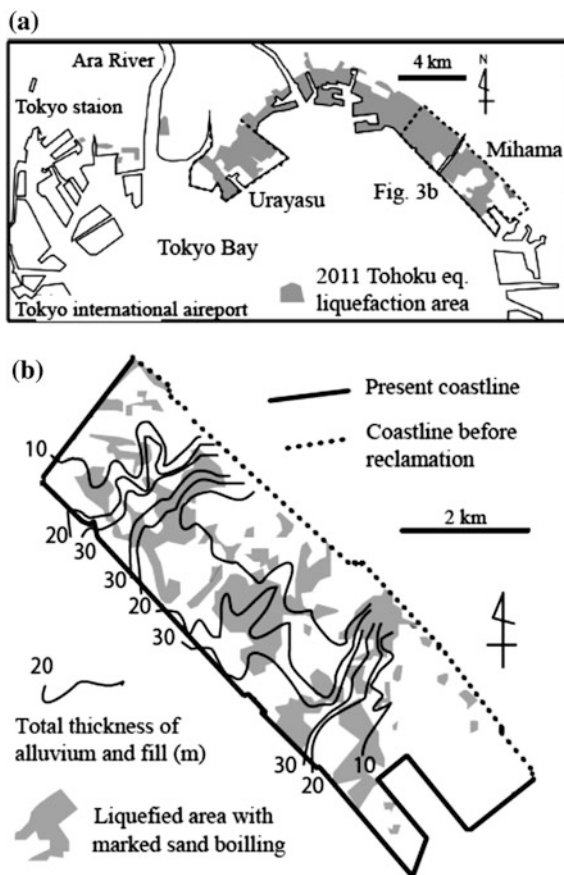 (a)
Ara River
4 km
N
Tokyo staion
Mihama
Urayasu
Fig. 3b
Tokyo Bay
2011 Tohoku eq.
liquefaction area
Tokyo international aireport
(b)
Present coastline
Coastline before
reclamation
10
2 km
20
30
30
20
30
20
Total thickness of
alluvium and fill (m)
30
20
10
Liquefied area with
marked sand boilling